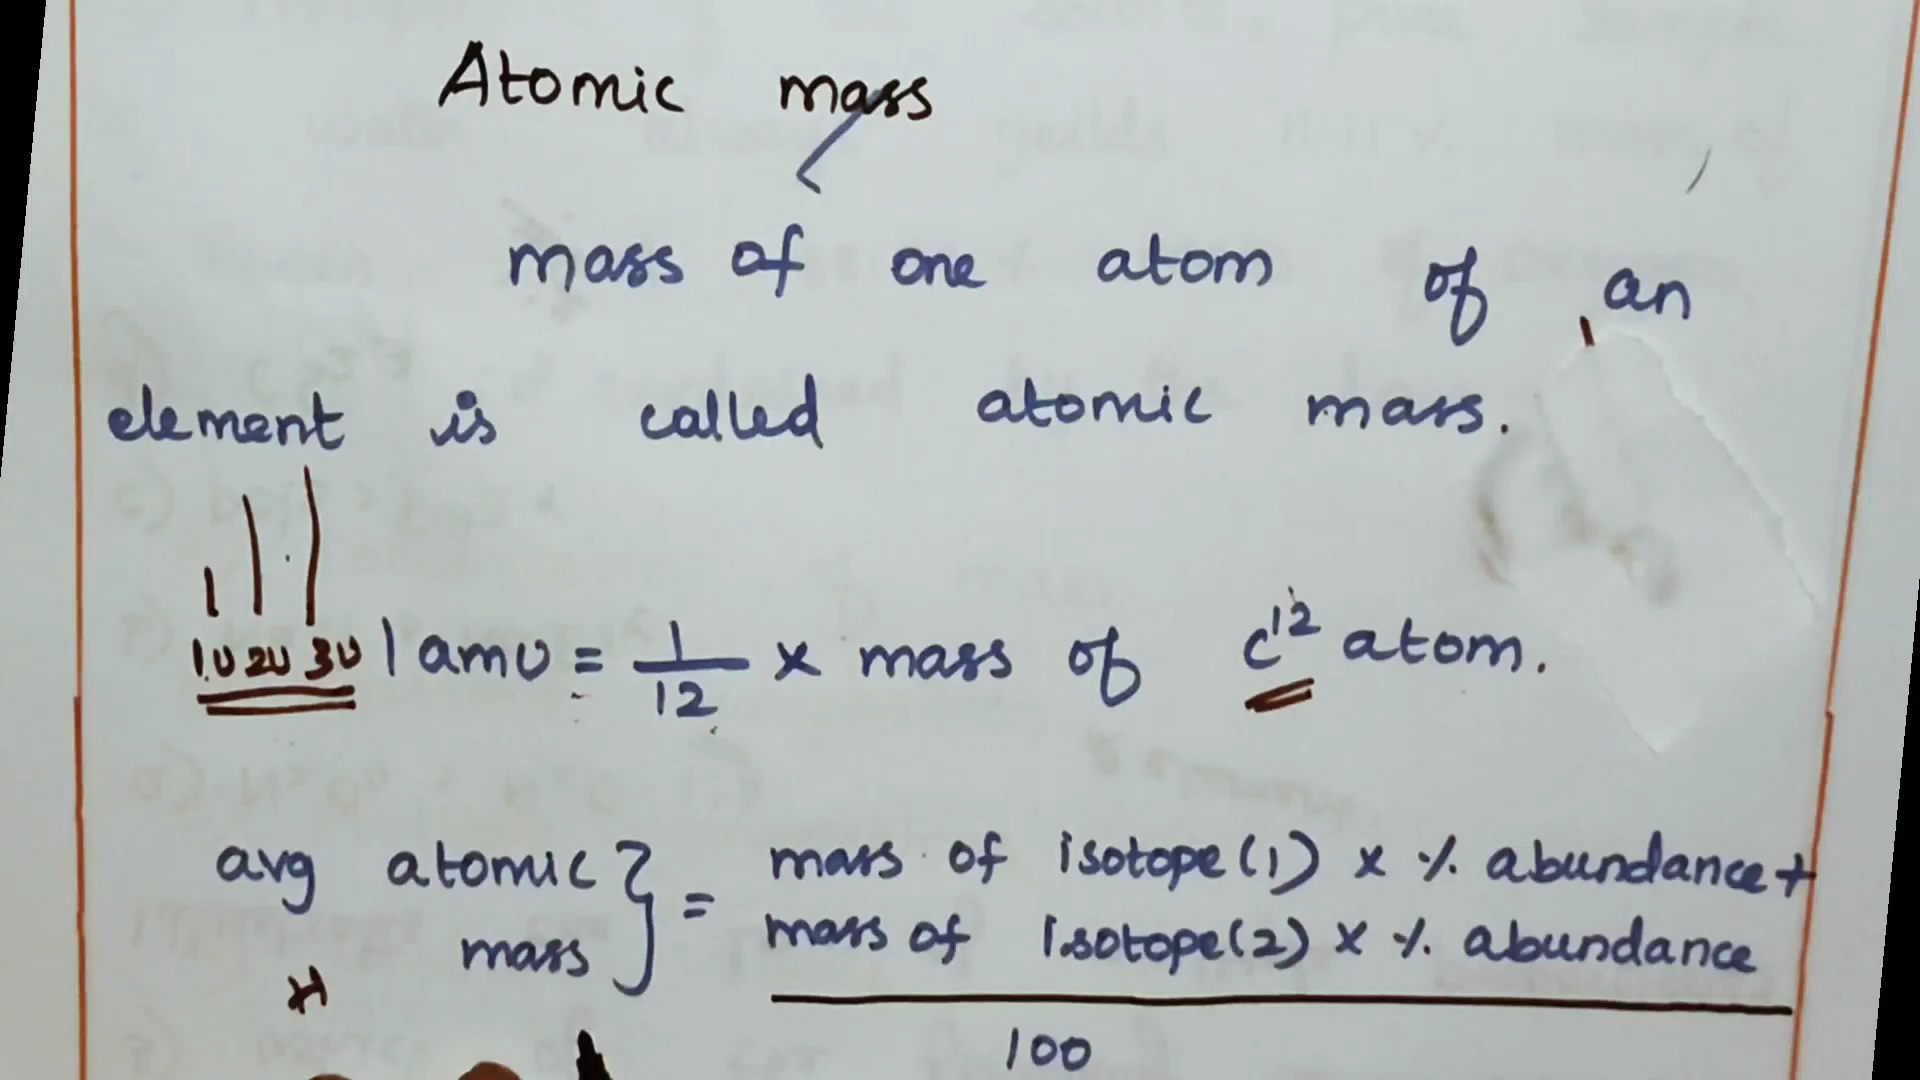 Atomic mass
mass of one atom of an
element is called atomic mass.
1U 2U 3U 1 amu = 1/12 x mass of C¹² atom.
avg atomic mass } = mass of isotope(1) x % abundance +
mass of isotope(2) x % abundance
100